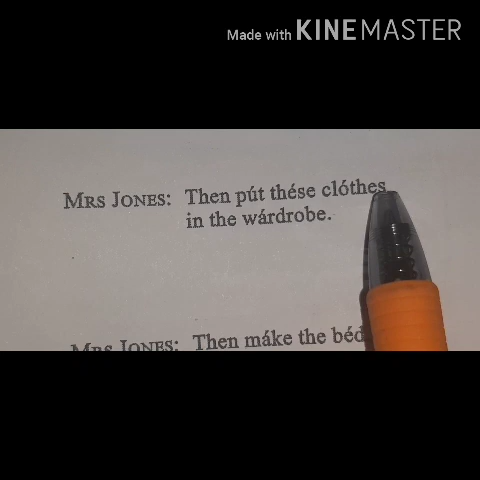 Made with KINEMASTER
MRS JONES: Then pút thése clóthes
in the wárdrobe.
MRS JONES: Then máke the béd